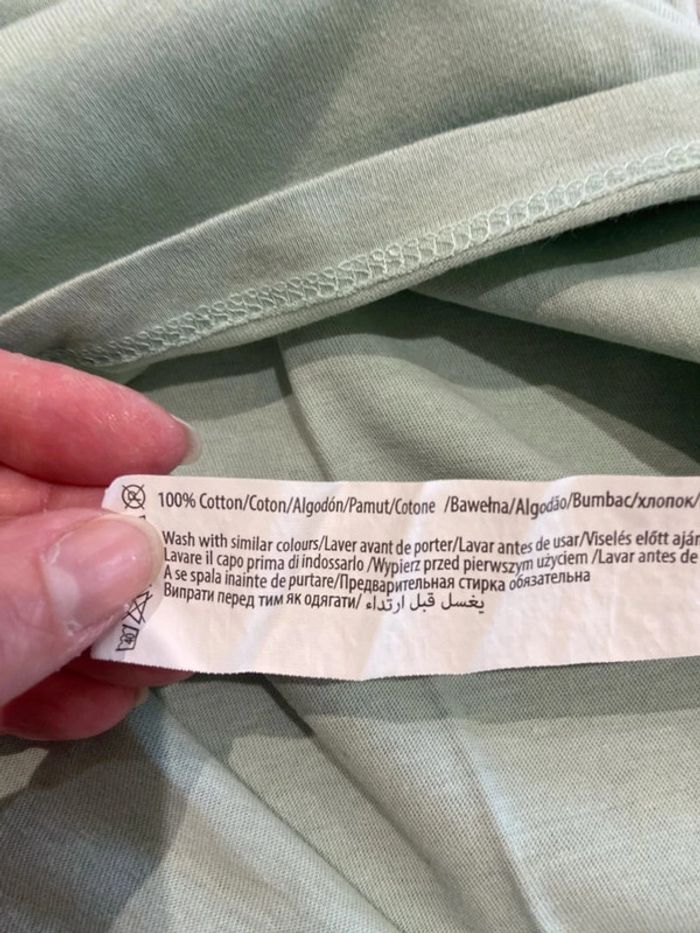 100% Cotton/Coton/Algodón/Pamut/Cotone /Bawełna/Algodão/Bumbac/хлопок/
Wash with similar colours/Laver avant de porter/Lavar antes de usar/Viselés előtt aján
Lavare il capo prima di indossarlo /Wypierz przed pierwszym użyciem /Lavar antes de
A se spala inainte de purtare/Предварительная стирка обязательна
Випрати перед тим як одягати/ يغسل قبل ارتداء